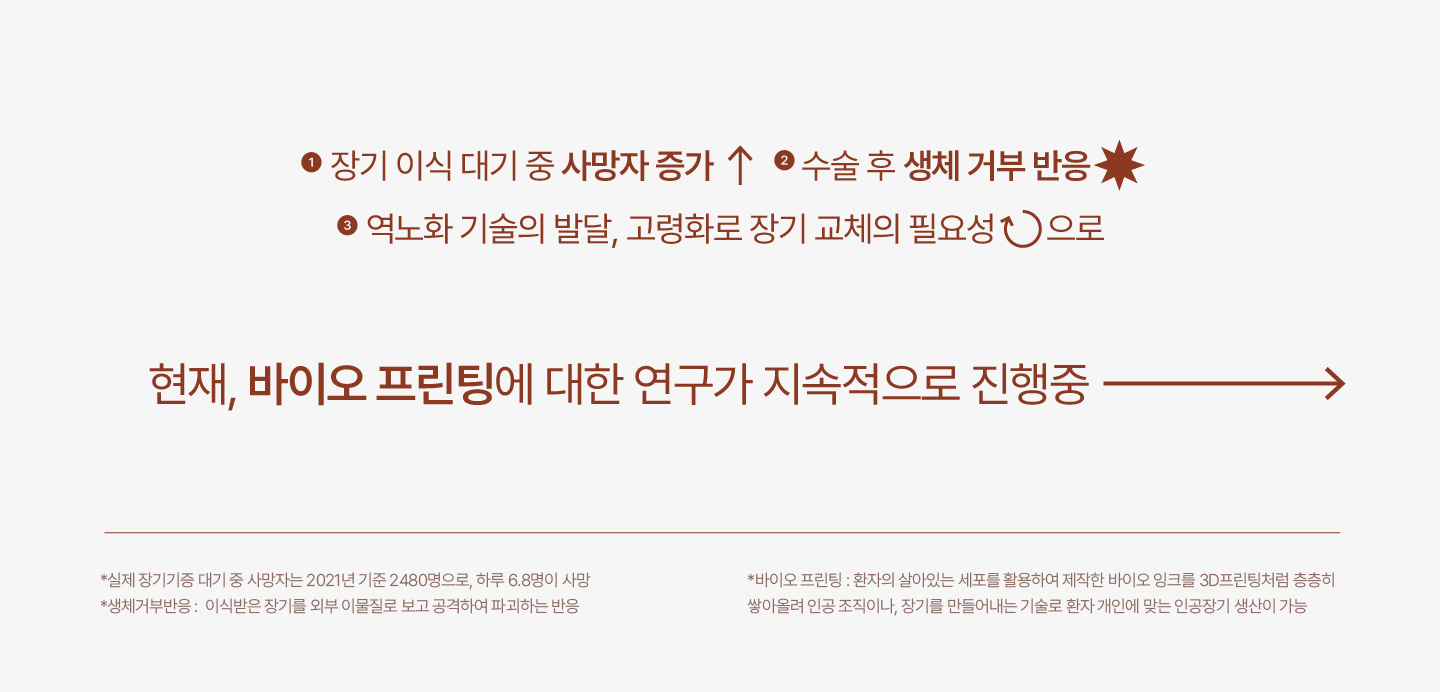 1 장기 이식 대기 중 사망자 증가 ↑ 2 수술 후 생체 거부 반응
3 역노화 기술의 발달, 고령화로 장기 교체의 필요성 으로
현재, 바이오 프린팅에 대한 연구가 지속적으로 진행중
*실제 장기기증 대기 중 사망자는 2021년 기준 2480명으로, 하루 6.8명이 사망
*생체거부반응 : 이식받은 장기를 외부 이물질로 보고 공격하여 파괴하는 반응
*바이오 프린팅 : 환자의 살아있는 세포를 활용하여 제작한 바이오 잉크를 3D프린팅처럼 층층히
쌓아올려 인공 조직이나, 장기를 만들어내는 기술로 환자 개인에 맞는 인공장기 생산이 가능